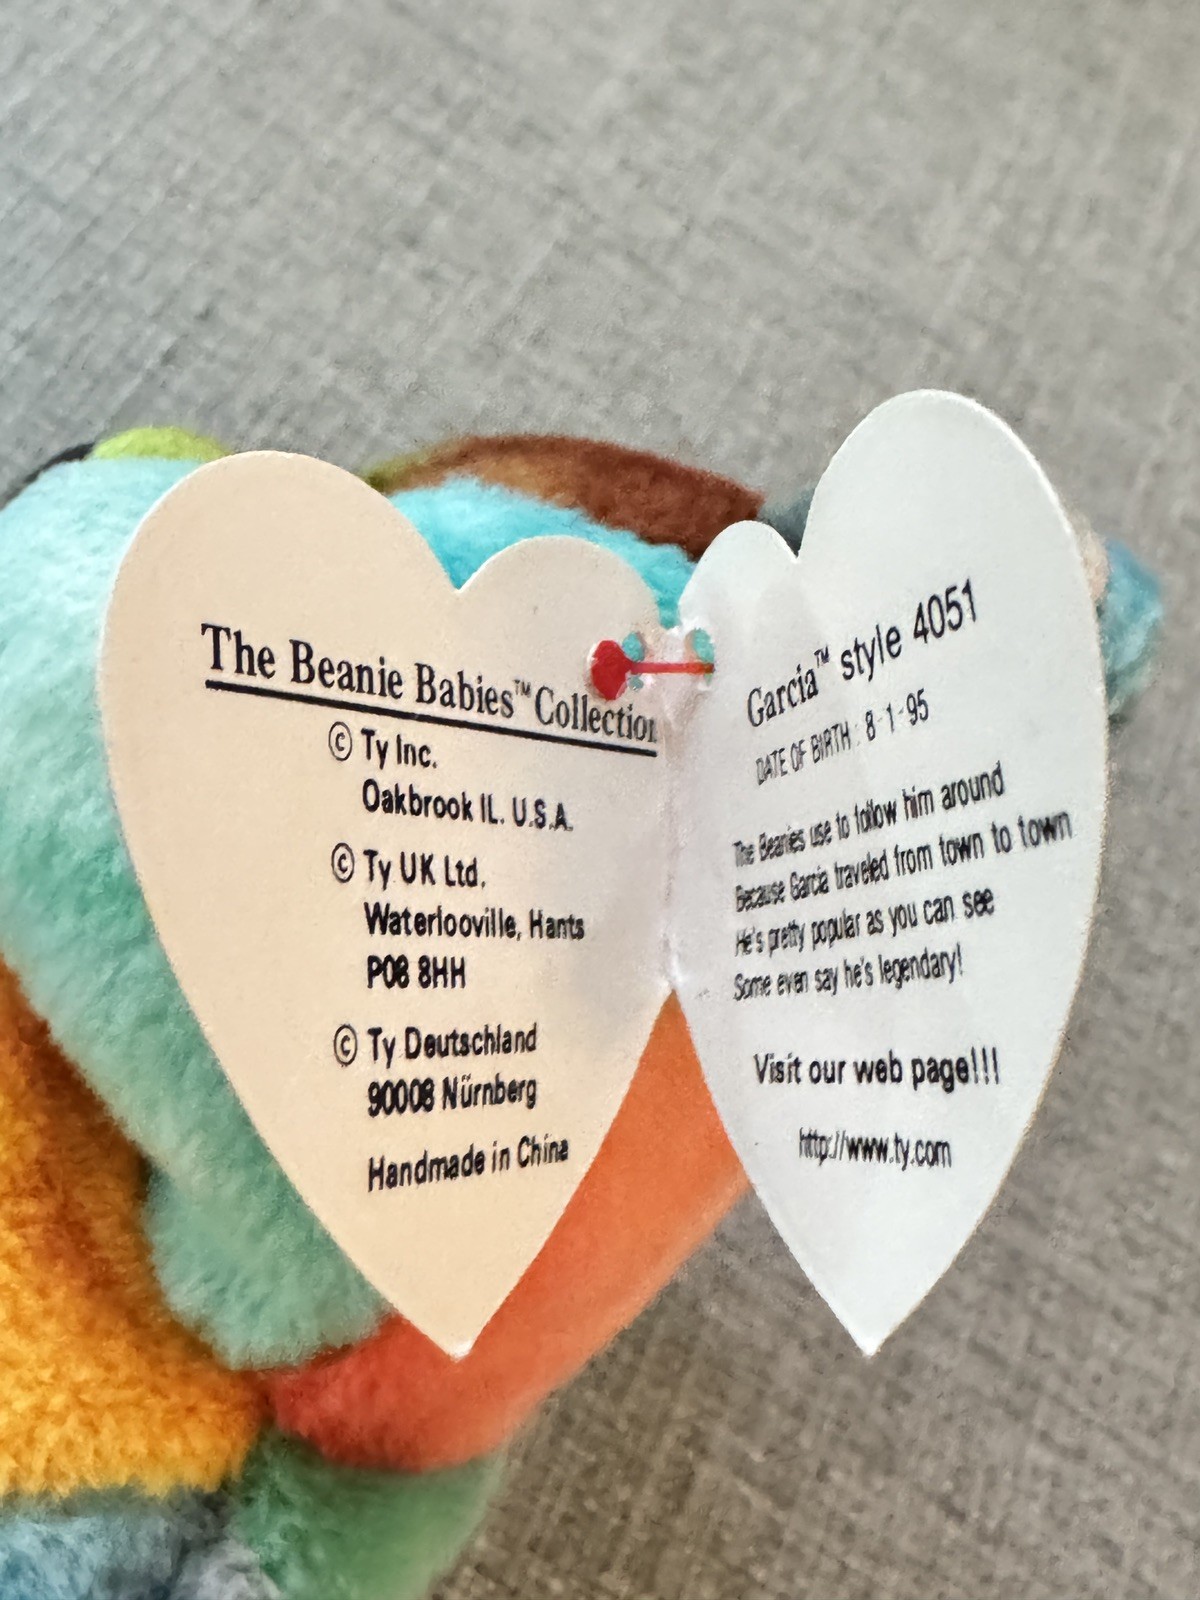 The Beanie Babies™Collection
© Ty Inc.
Oakbrook IL. U.S.A.
© Ty UK Ltd.
Waterlooville, Hants
P08 8HH
© Ty Deutschland
90008 Nürnberg
Handmade in China
Garcia™ style 4051
DATE OF BIRTH : 8-1-95
The Beanies use to follow him around
Because Garcia traveled from town to town
He's pretty popular as you can see
Some even say he's legendary!
Visit our web page!!!
http://www.ty.com